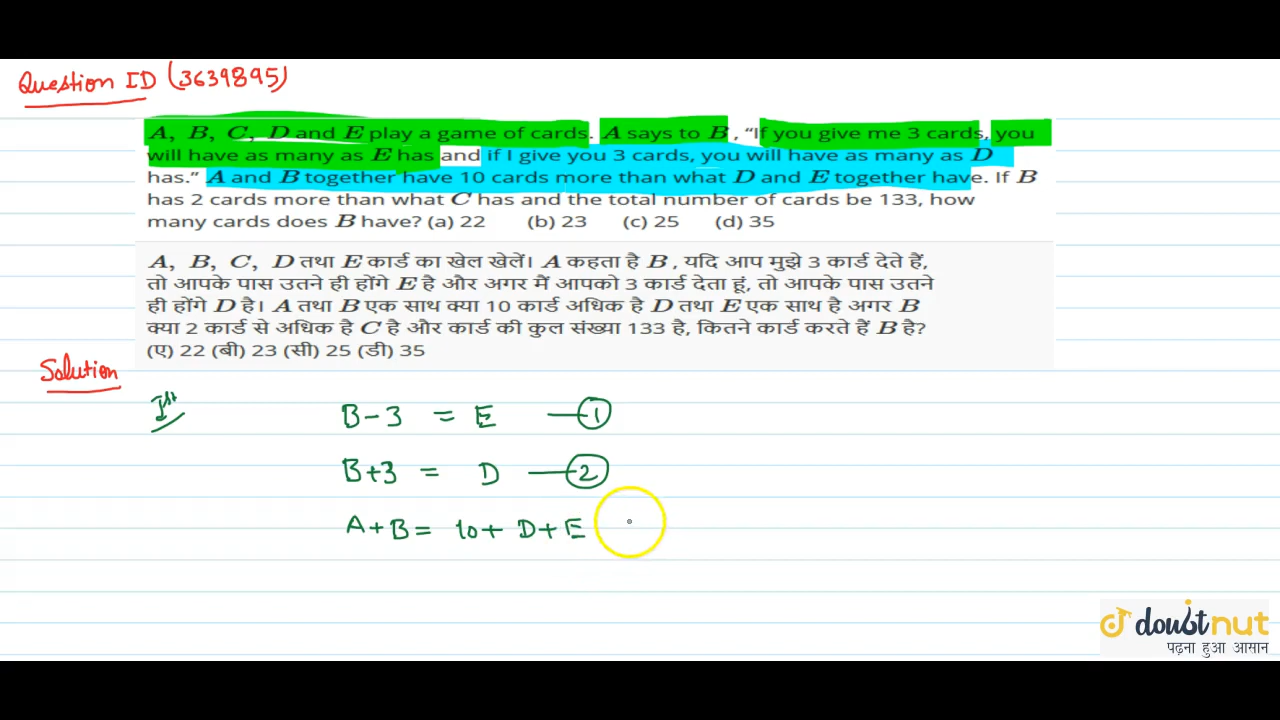 Question ID (3639895)
A, B, C, D and E play a game of cards. A says to B, “If you give me 3 cards, you
will have as many as E has and if I give you 3 cards, you will have as many as D
has.” A and B together have 10 cards more than what D and E together have. If B
has 2 cards more than what C has and the total number of cards be 133, how
many cards does B have? (a) 22 (b) 23 (c) 25 (d) 35
A, B, C, D तथा E कार्ड का खेल खेलें। A कहता है B, यदि आप मुझे 3 कार्ड देते हैं,
तो आपके पास उतने ही होंगे E है और अगर मैं आपको 3 कार्ड देता हूं, तो आपके पास उतने
ही होंगे D है। A तथा B एक साथ क्या 10 कार्ड अधिक है D तथा E एक साथ है अगर B
क्या 2 कार्ड से अधिक है C है और कार्ड की कुल संख्या 133 है, कितने कार्ड करते हैं B है?
(ए) 22 (बी) 23 (सी) 25 (डी) 35
Solution
Ist
B-3 = E — 1
B+3 = D — 2
A+B = 10+ D+E
doubtnut
पढ़ना हुआ आसान